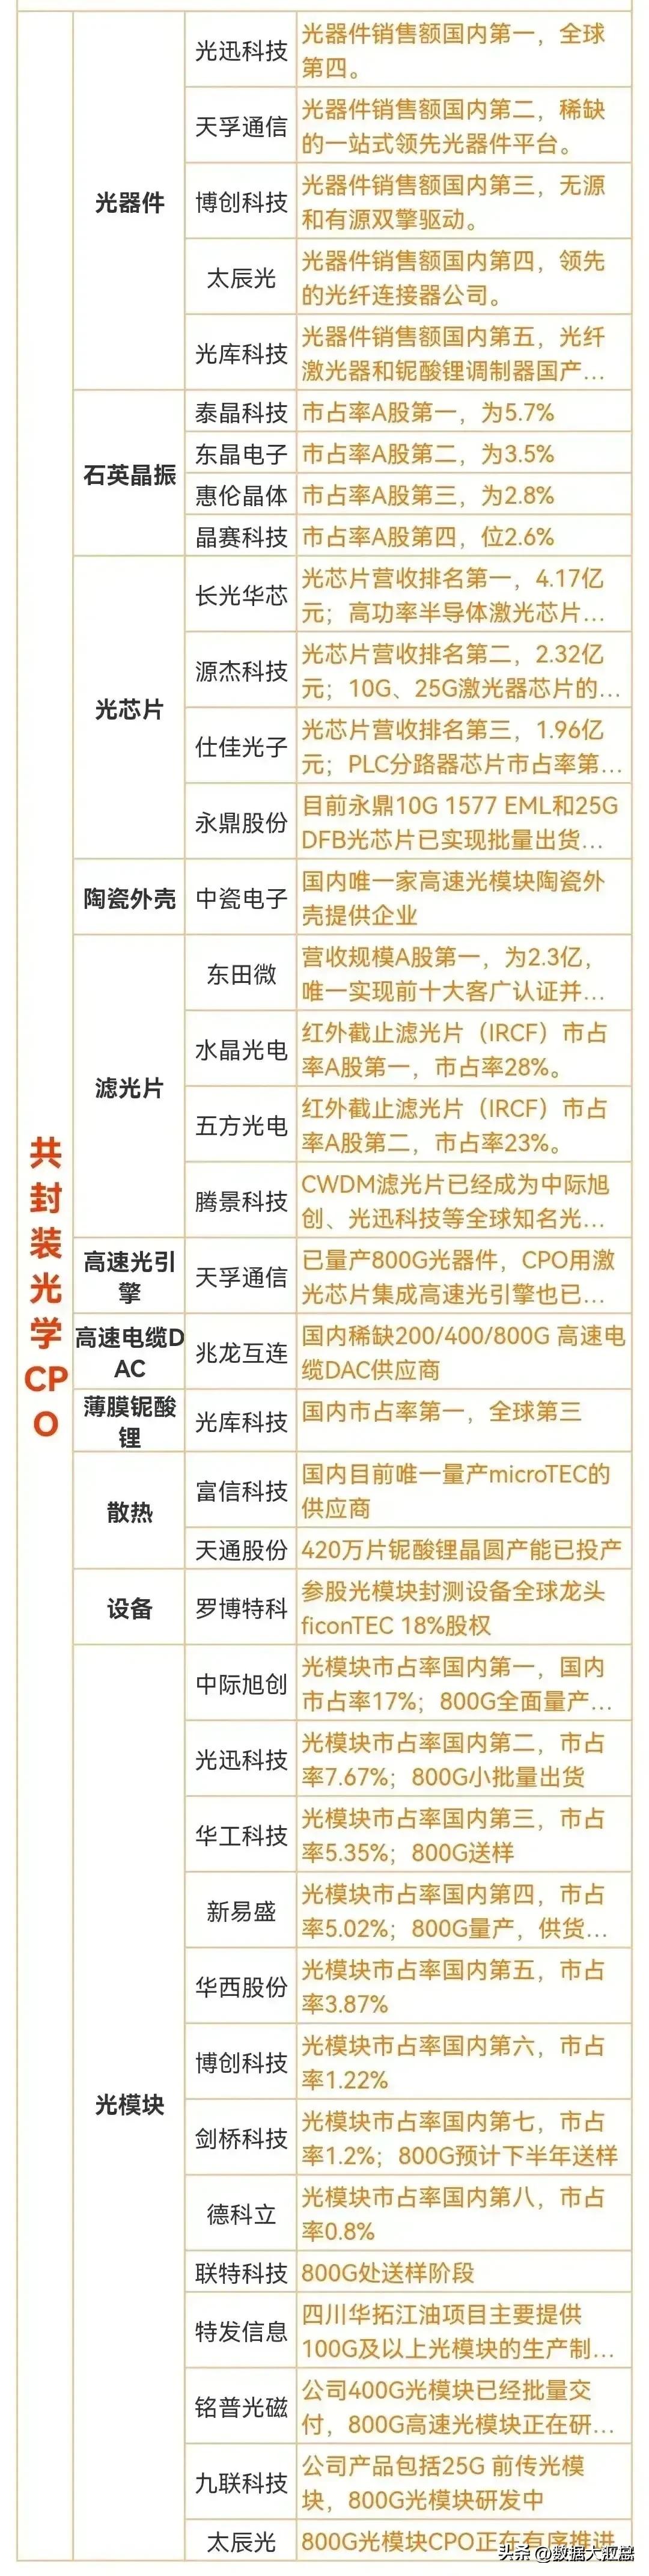 光迅科技
光器件销售额国内第一，全球
第四。
天孚通信
光器件销售额国内第二，稀缺
的一站式领先光器件平台。
光器件
博创科技
光器件销售额国内第三，无源
和有源双擎驱动。
太辰光
光器件销售额国内第四，领先
的光纤连接器公司。
光库科技
光器件销售额国内第五，光纤
激光器和铌酸锂调制器国产...
石英晶振
泰晶科技
市占率A股第一，为5.7%
东晶电子
市占率A股第二，为3.5%
惠伦晶体
市占率A股第三，为2.8%
晶赛科技
市占率A股第四，位2.6%
光芯片
长光华芯
光芯片营收排名第一，4.17亿
元；高功率半导体激光芯片...
源杰科技
光芯片营收排名第二，2.32亿
元；10G、25G激光器芯片的...
仕佳光子
光芯片营收排名第三，1.96亿
元；PLC分路器芯片市占率第...
永鼎股份
目前永鼎10G 1577 EML和25G
DFB光芯片已实现批量出货...
陶瓷外壳
中瓷电子
国内唯一家高速光模块陶瓷外
壳提供企业
滤光片
东田微
营收规模A股第一，为2.3亿，
唯一实现前十大客广认证并...
水晶光电
红外截止滤光片（IRCF）市占
率A股第一，市占率28%。
五方光电
红外截止滤光片（IRCF）市占
率A股第二，市占率23%。
腾景科技
CWDM滤光片已经成为中际旭
创、光迅科技等全球知名光...
共
封
装
光
学
CP
O
高速光引
擎
天孚通信
已量产800G光器件，CPO用激
光芯片集成高速光引擎也已...
高速电缆D
AC
兆龙互连
国内稀缺200/400/800G 高速电
缆DAC供应商
薄膜铌酸
锂
光库科技
国内市占率第一，全球第三
散热
富信科技
国内目前唯一量产microTEC的
供应商
天通股份
420万片铌酸锂晶圆产能已投产
设备
罗博特科
参股光模块封测设备全球龙头
ficonTEC 18%股权
光模块
中际旭创
光模块市占率国内第一，国内
市占率17%；800G全面量产...
光迅科技
光模块市占率国内第二，市占
率7.67%；800G小批量出货
华工科技
光模块市占率国内第三，市占
率5.35%；800G送样
新易盛
光模块市占率国内第四，市占
率5.02%；800G量产，供货...
华西股份
光模块市占率国内第五，市占
率3.87%
博创科技
光模块市占率国内第六，市占
率1.22%
剑桥科技
光模块市占率国内第七，市占
率1.2%；800G预计下半年送样
德科立
光模块市占率国内第八，市占
率0.8%
联特科技
800G处送样阶段
特发信息
四川华拓江油项目主要提供
100G及以上光模块的生产制...
铭普光磁
公司400G光模块已经批量交
付，800G高速光模块正在研...
九联科技
公司产品包括25G 前传光模
块，800G光模块研发中
太辰光
800G光模块CPO正在有序推进
头条 @数据大挖掘